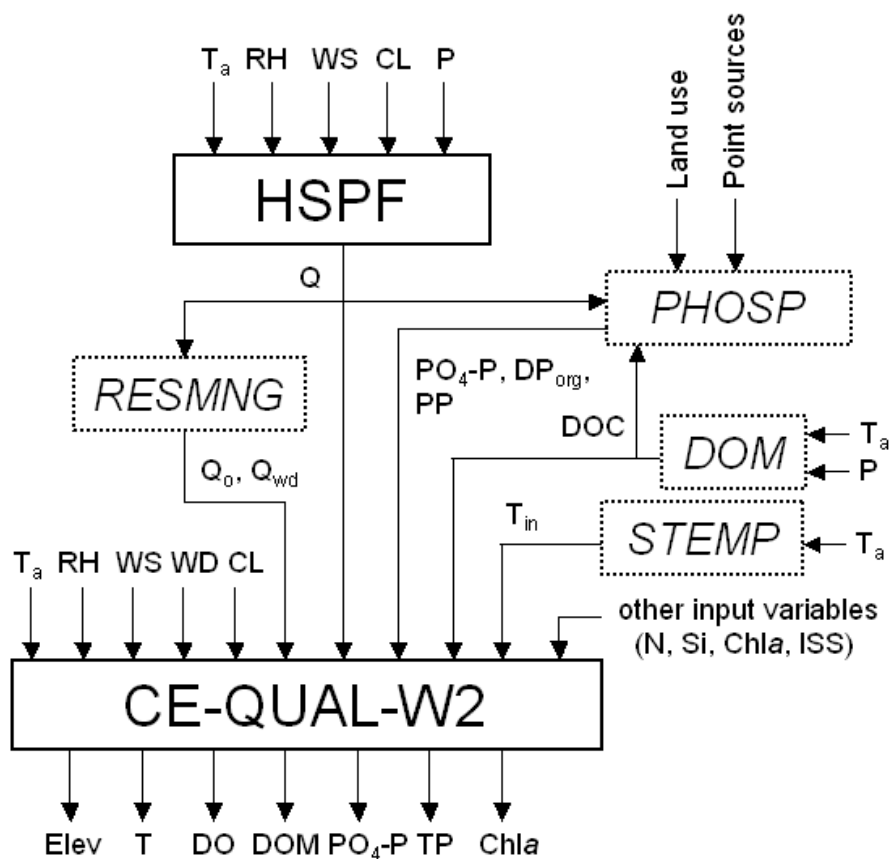 Tₐ RH WS CL P
Land use
Point sources
HSPF
Q
PHOSP
RESMNG
PO₄-P, DPorg,
PP
DOC
DOM
Tₐ
P
Qo, Qwd
Tin
STEMP
Tₐ
Tₐ RH WS WD CL
other input variables
(N, Si, Chla, ISS)
CE-QUAL-W2
Elev T DO DOM PO₄-P TP Chla